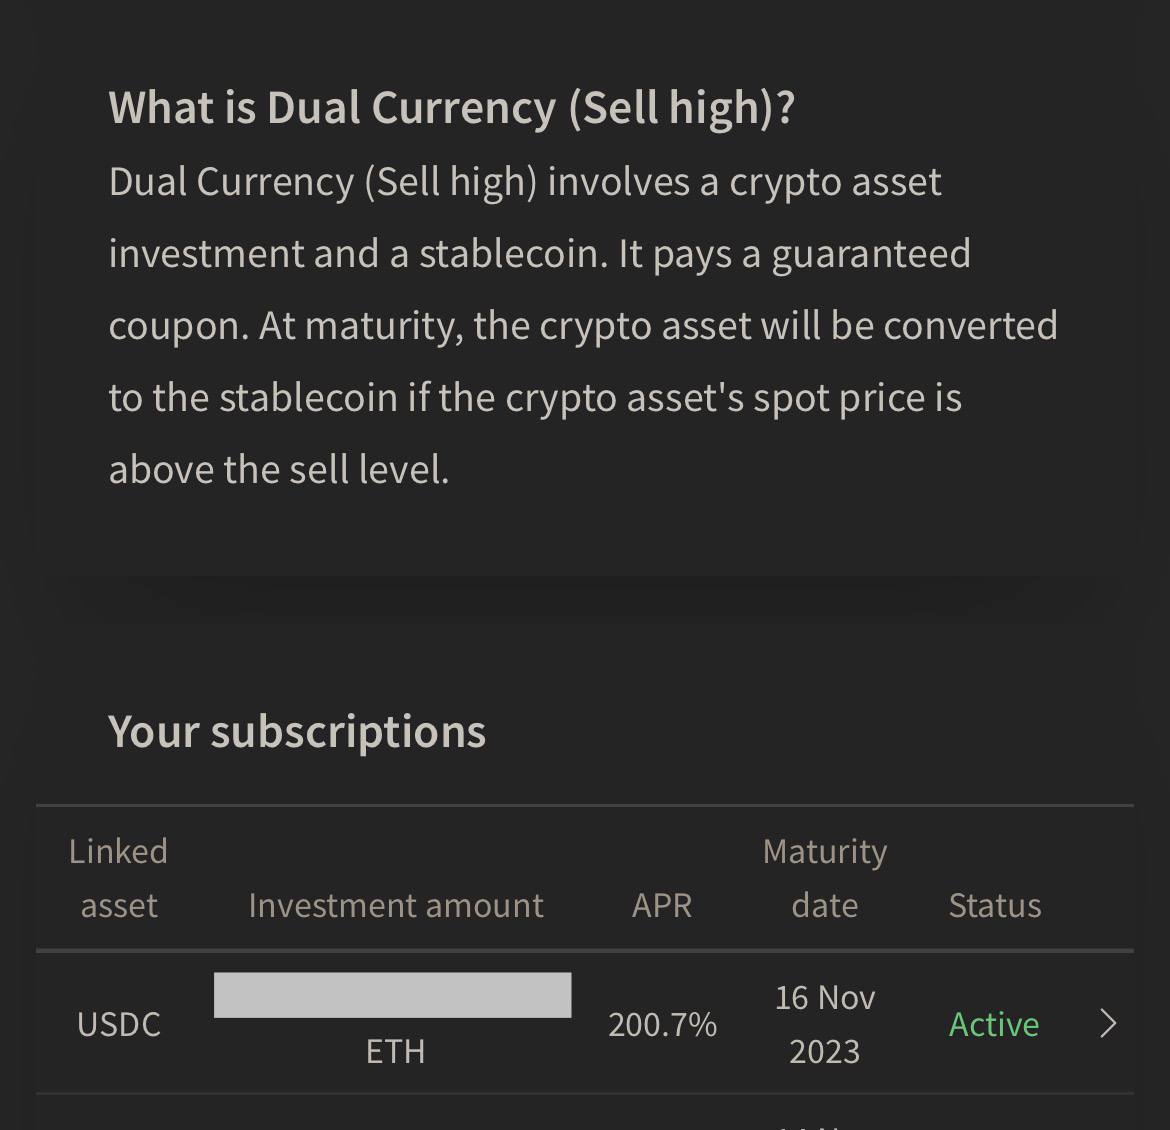 What is Dual Currency (Sell high)?
Dual Currency (Sell high) involves a crypto asset
investment and a stablecoin. It pays a guaranteed
coupon. At maturity, the crypto asset will be converted
to the stablecoin if the crypto asset's spot price is
above the sell level.
Your subscriptions
Linked asset
Investment amount
APR
Maturity date
Status
USDC
ETH
200.7%
16 Nov
2023
Active